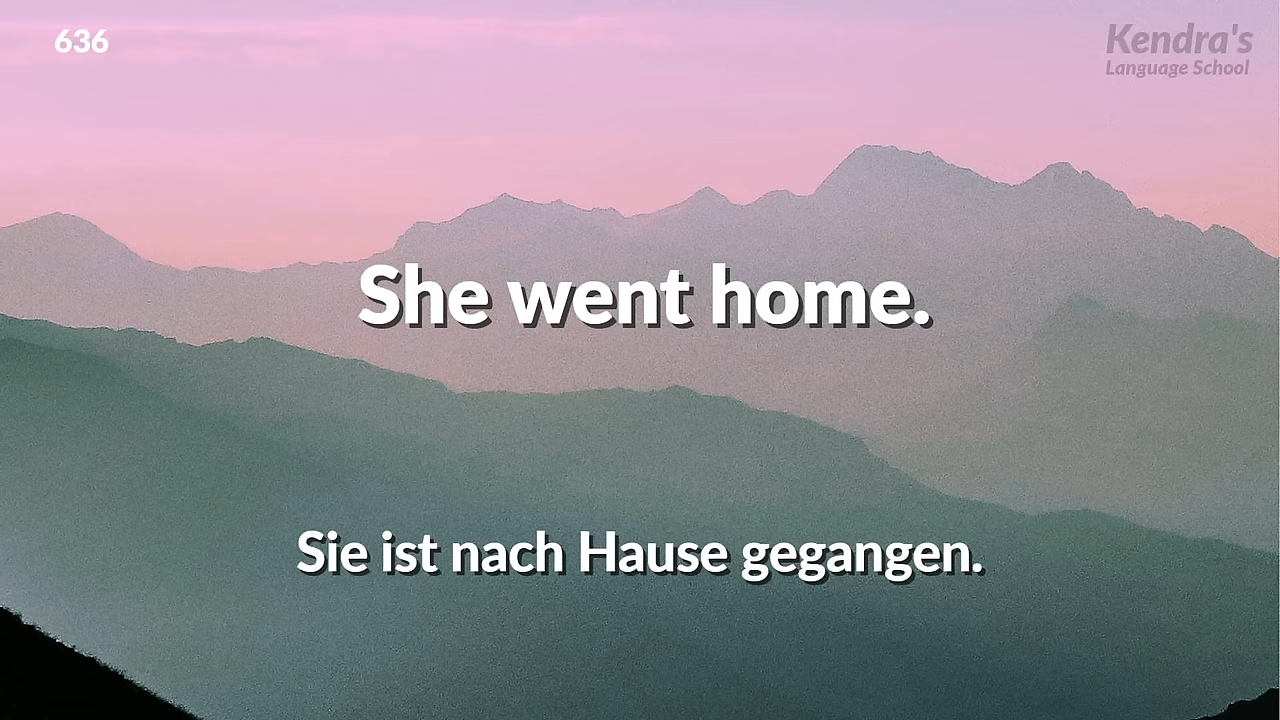 636
Kendra's
Language School
She went home.
Sie ist nach Hause gegangen.